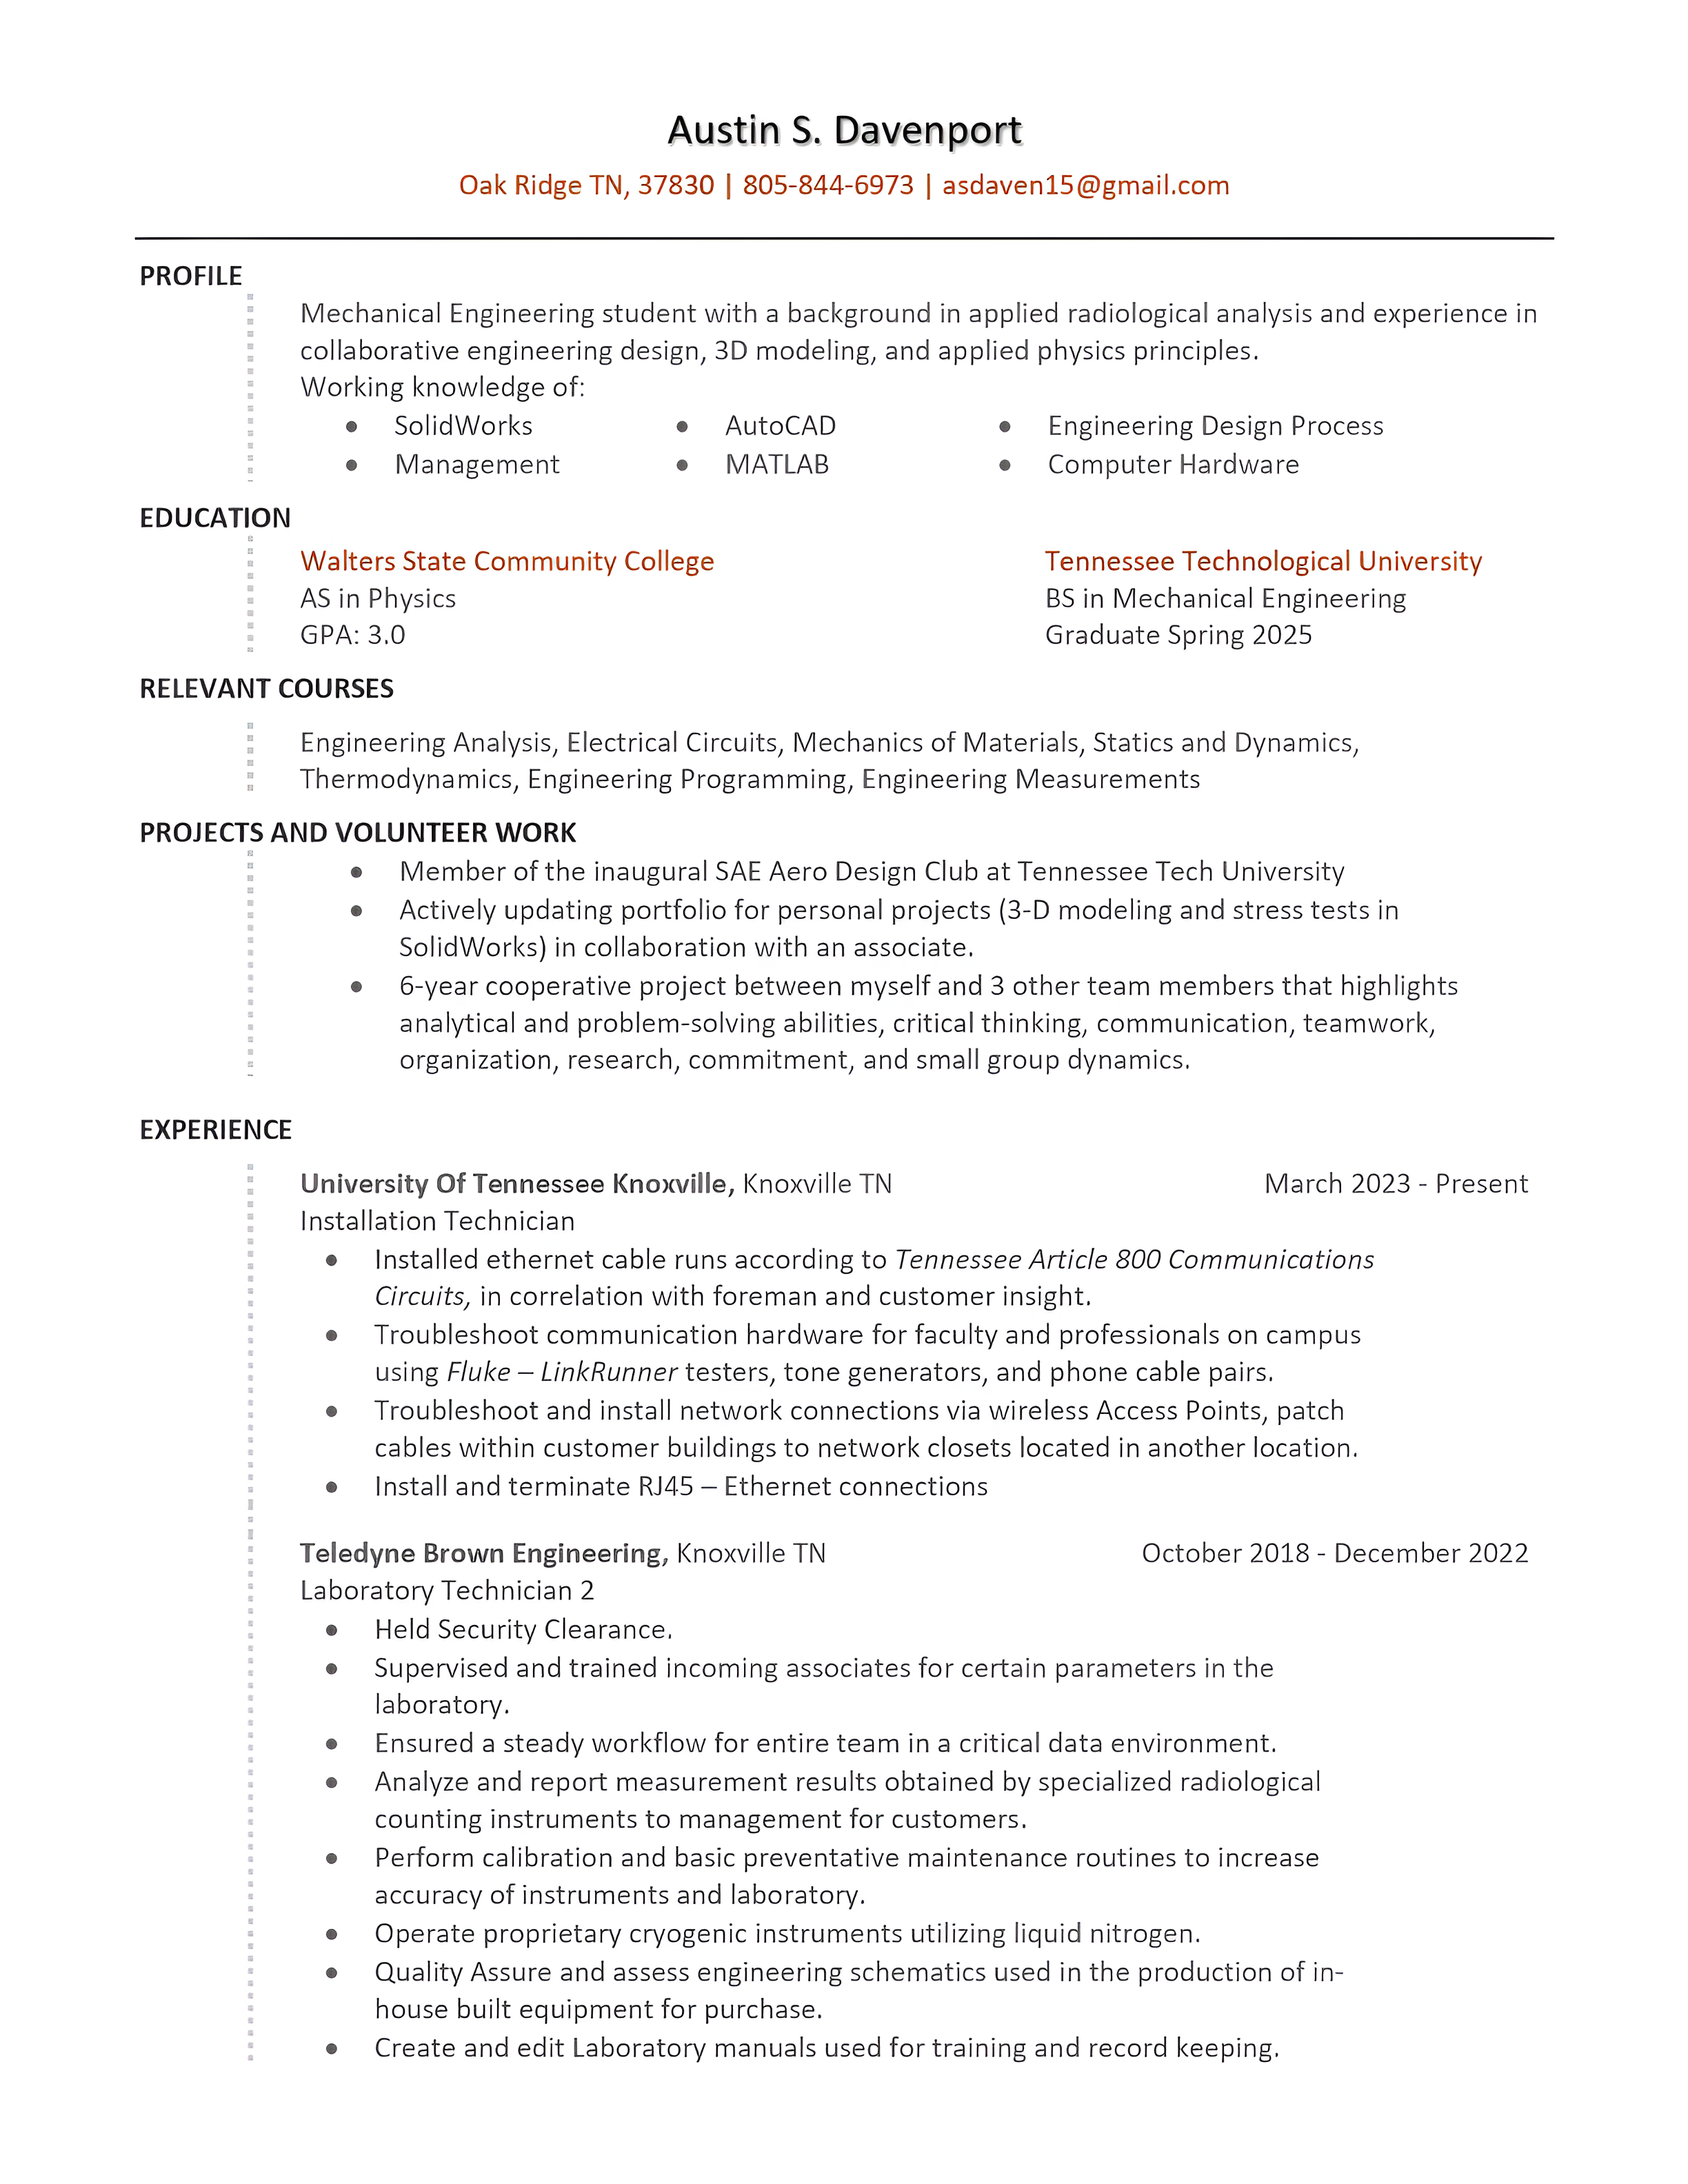 Austin S. Davenport
Oak Ridge TN, 37830 | 805-844-6973 | asdaven15@gmail.com
PROFILE
Mechanical Engineering student with a background in applied radiological analysis and experience in
collaborative engineering design, 3D modeling, and applied physics principles.
Working knowledge of:
• SolidWorks • AutoCAD • Engineering Design Process
• Management • MATLAB • Computer Hardware
EDUCATION
Walters State Community College Tennessee Technological University
AS in Physics BS in Mechanical Engineering
GPA: 3.0 Graduate Spring 2025
RELEVANT COURSES
Engineering Analysis, Electrical Circuits, Mechanics of Materials, Statics and Dynamics,
Thermodynamics, Engineering Programming, Engineering Measurements
PROJECTS AND VOLUNTEER WORK
• Member of the inaugural SAE Aero Design Club at Tennessee Tech University
• Actively updating portfolio for personal projects (3-D modeling and stress tests in
SolidWorks) in collaboration with an associate.
• 6-year cooperative project between myself and 3 other team members that highlights
analytical and problem-solving abilities, critical thinking, communication, teamwork,
organization, research, commitment, and small group dynamics.
EXPERIENCE
University Of Tennessee Knoxville, Knoxville TN March 2023 - Present
Installation Technician
• Installed ethernet cable runs according to Tennessee Article 800 Communications
Circuits, in correlation with foreman and customer insight.
• Troubleshoot communication hardware for faculty and professionals on campus
using Fluke – LinkRunner testers, tone generators, and phone cable pairs.
• Troubleshoot and install network connections via wireless Access Points, patch
cables within customer buildings to network closets located in another location.
• Install and terminate RJ45 – Ethernet connections
Teledyne Brown Engineering, Knoxville TN October 2018 - December 2022
Laboratory Technician 2
• Held Security Clearance.
• Supervised and trained incoming associates for certain parameters in the
laboratory.
• Ensured a steady workflow for entire team in a critical data environment.
• Analyze and report measurement results obtained by specialized radiological
counting instruments to management for customers.
• Perform calibration and basic preventative maintenance routines to increase
accuracy of instruments and laboratory.
• Operate proprietary cryogenic instruments utilizing liquid nitrogen.
• Quality Assure and assess engineering schematics used in the production of in-
house built equipment for purchase.
• Create and edit Laboratory manuals used for training and record keeping.